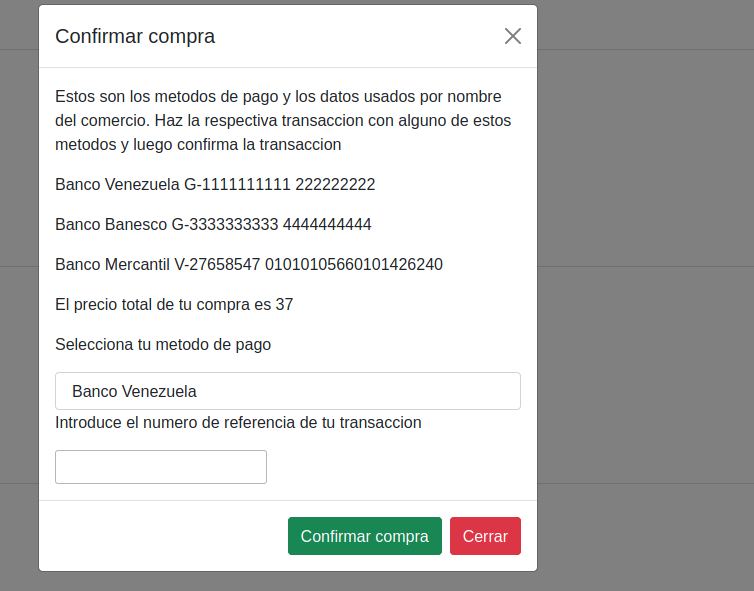 Confirmar compra
Estos son los metodos de pago y los datos usados por nombre
del comercio. Haz la respectiva transaccion con alguno de estos
metodos y luego confirma la transaccion
Banco Venezuela G-1111111111 222222222
Banco Banesco G-3333333333 4444444444
Banco Mercantil V-27658547 01010105660101426240
El precio total de tu compra es 37
Selecciona tu metodo de pago
Banco Venezuela
Introduce el numero de referencia de tu transaccion
Confirmar compra Cerrar